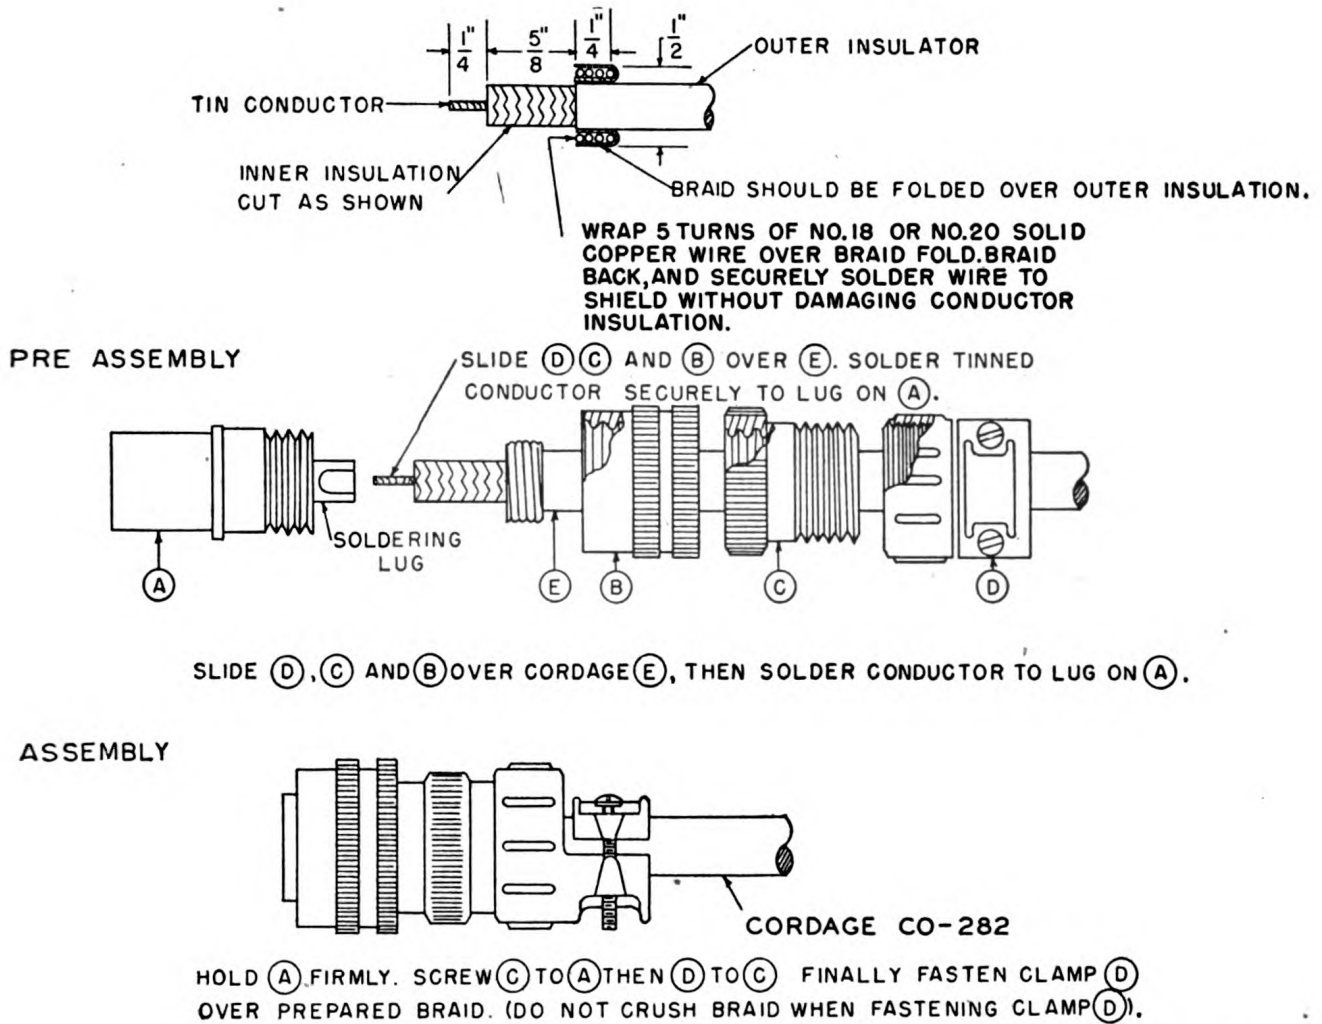 1" 5" 1" 1"
4 8 4 2
OUTER INSULATOR
TIN CONDUCTOR
INNER INSULATION
CUT AS SHOWN
BRAID SHOULD BE FOLDED OVER OUTER INSULATION.
WRAP 5 TURNS OF NO.18 OR NO.20 SOLID
COPPER WIRE OVER BRAID FOLD.BRAID
BACK,AND SECURELY SOLDER WIRE TO
SHIELD WITHOUT DAMAGING CONDUCTOR
INSULATION.
PRE ASSEMBLY
SLIDE D C AND B OVER E. SOLDER TINNED
CONDUCTOR SECURELY TO LUG ON A.
SOLDERING
LUG
A E B C D
SLIDE D, C AND B OVER CORDAGE E, THEN SOLDER CONDUCTOR TO LUG ON A.
ASSEMBLY
CORDAGE CO-282
HOLD A FIRMLY. SCREW C TO A THEN D TO C FINALLY FASTEN CLAMP D
OVER PREPARED BRAID. (DO NOT CRUSH BRAID WHEN FASTENING CLAMP D).